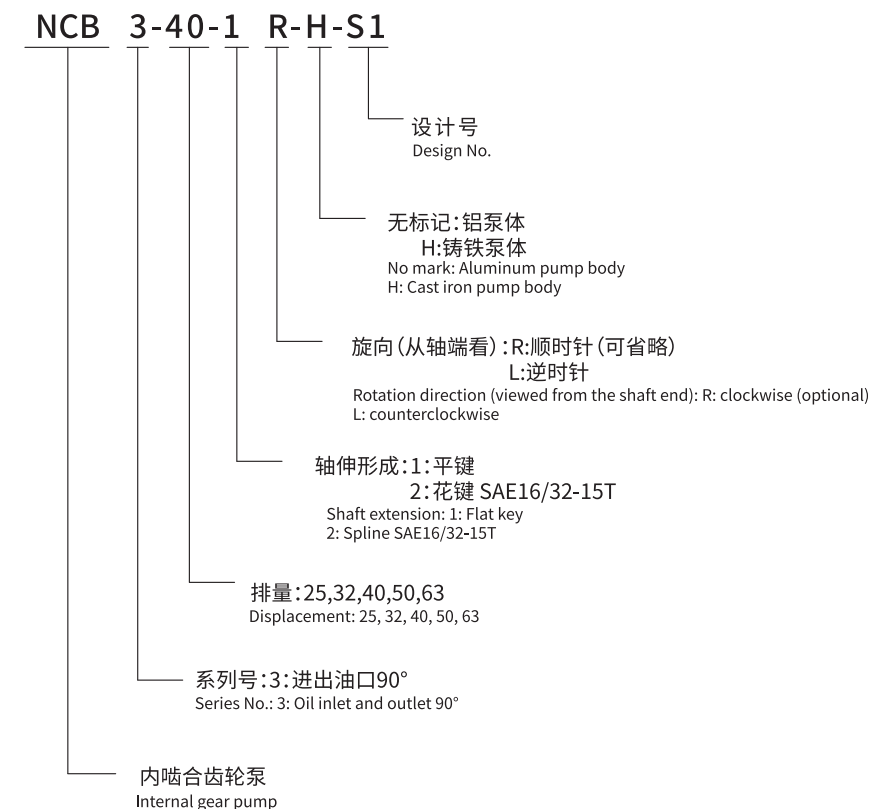 NCB 3-40-1 R-H-S1
设计号
Design No.
无标记：铝泵体
H:铸铁泵体
No mark: Aluminum pump body
H: Cast iron pump body
旋向（从轴端看）：R:顺时针（可省略）
L:逆时针
Rotation direction (viewed from the shaft end): R: clockwise (optional)
L: counterclockwise
轴伸形成：1：平键
2：花键 SAE16/32-15T
Shaft extension: 1: Flat key
2: Spline SAE16/32-15T
排量：25,32,40,50,63
Displacement: 25, 32, 40, 50, 63
系列号：3：进出油口90°
Series No.: 3: Oil inlet and outlet 90°
内啮合齿轮泵
Internal gear pump